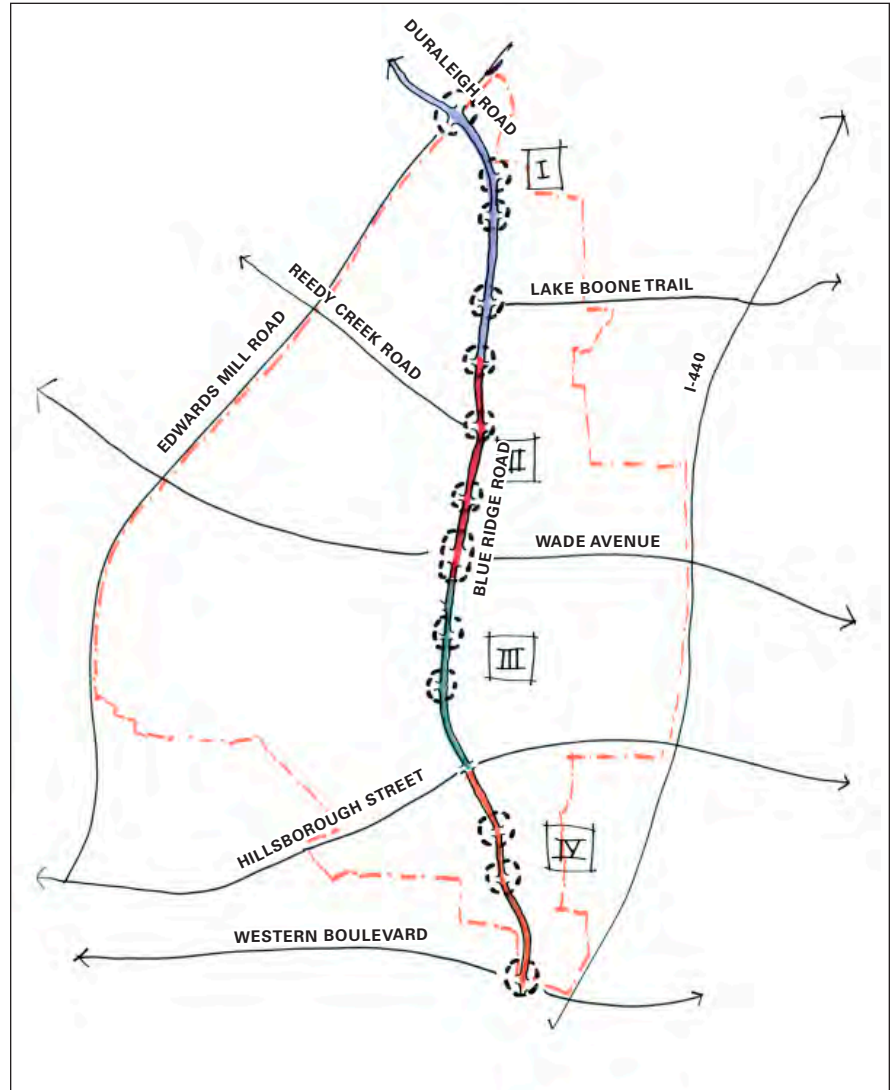 DURALEIGH ROAD
I
LAKE BOONE TRAIL
REEDY CREEK ROAD
I-440
EDWARDS MILL ROAD
II
BLUE RIDGE ROAD
WADE AVENUE
III
HILLSBOROUGH STREET
IV
WESTERN BOULEVARD